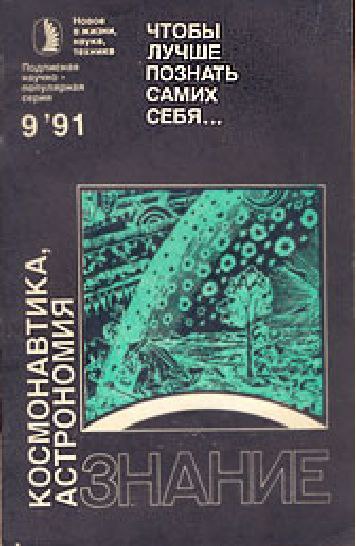 Новое
в жизни,
науке,
технике
Подписная
научно-
популярная
серия
9'91
ЧТОБЫ
ЛУЧШЕ
ПОЗНАТЬ
САМИХ
СЕБЯ...
КОСМОНАВТИКА,
АСТРОНОМИЯ
ЗНАНИЕ